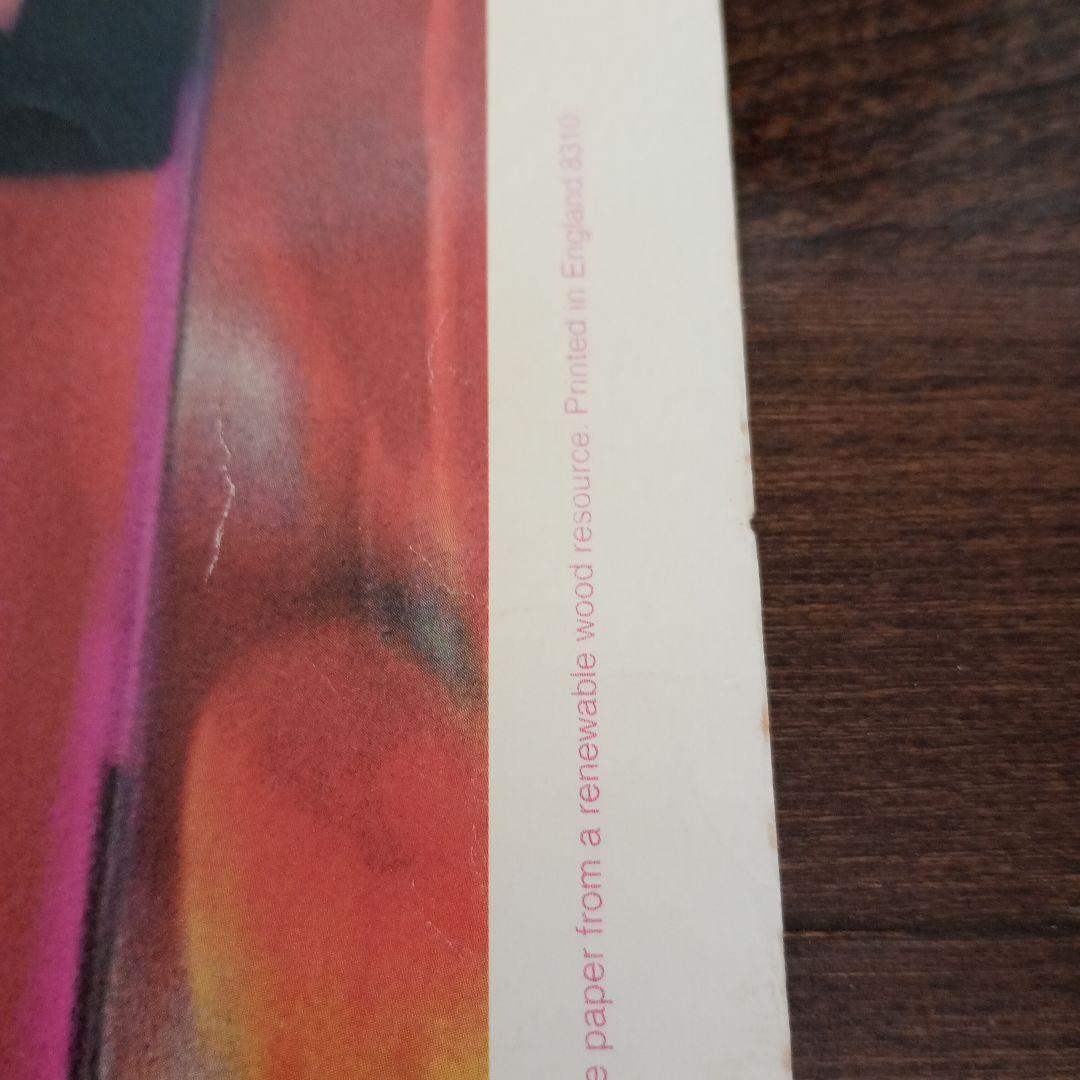 e paper from a renewable wood resource. Printed in England 8310